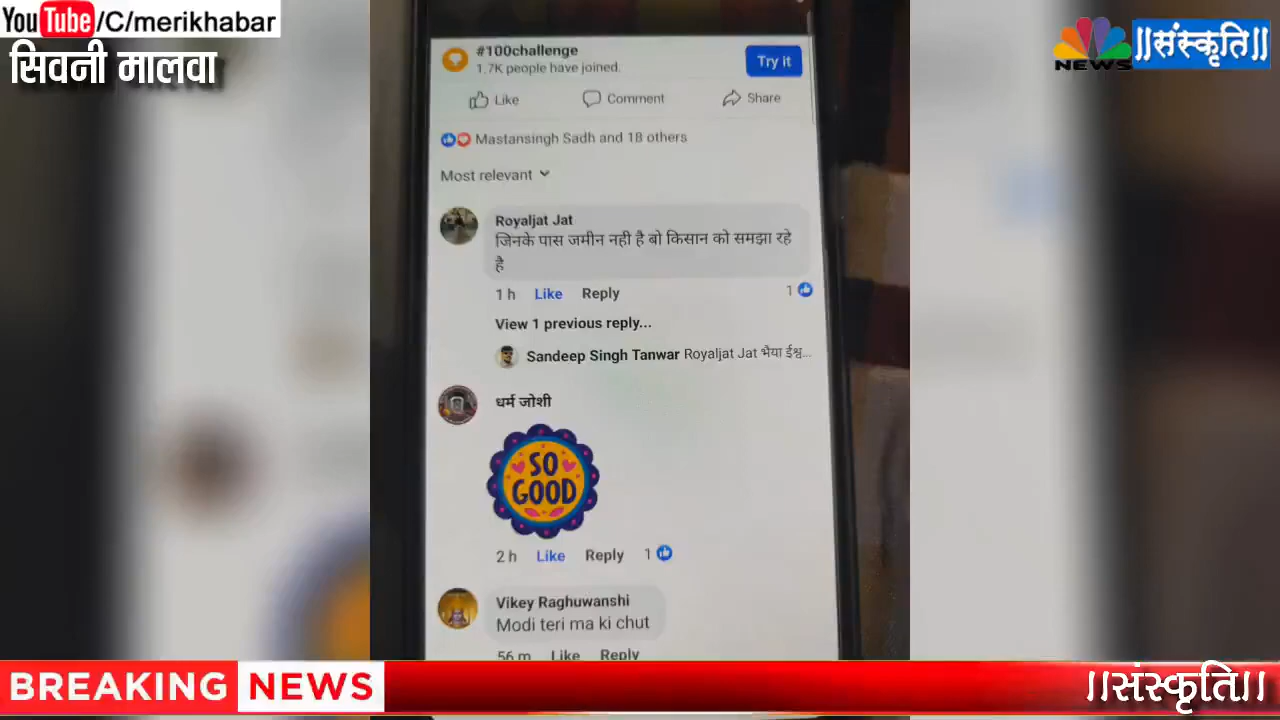 YouTube/C/merikhabar
सिवनी मालवा
NEWS
॥संस्कृति॥
#100challenge
1.7K people have joined.
Try it
Like Comment Share
Mastansingh Sadh and 18 others
Most relevant
Royaljat Jat
जिनके पास जमीन नही है बो किसान को समझा रहे
है
1 h Like Reply 1
View 1 previous reply...
Sandeep Singh Tanwar Royaljat Jat भैया ईश्व...
धर्म जोशी
SO
GOOD
2 h Like Reply 1
Vikey Raghuwanshi
Modi teri ma ki chut
56 m Like Reply
BREAKING NEWS
॥संस्कृति॥